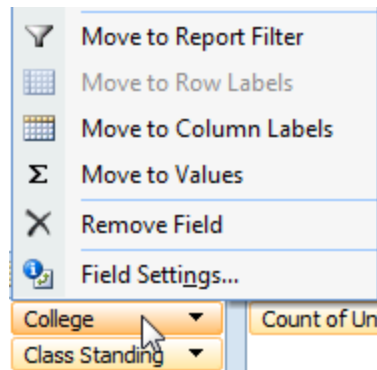 Move to Report Filter
Move to Row Labels
Move to Column Labels
Move to Values
Remove Field
Field Settings...
College Count of Un
Class Standing